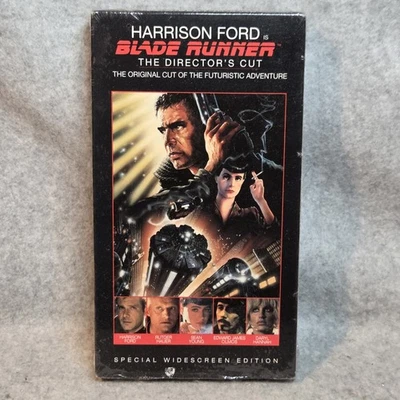 HARRISON FORD IS
BLADE RUNNER™
THE DIRECTOR'S CUT
THE ORIGINAL CUT OF THE FUTURISTIC ADVENTURE
HARRISON FORD
RUTGER HAUER
SEAN YOUNG
EDWARD JAMES OLMOS
DARYL HANNAH
SPECIAL WIDESCREEN EDITION